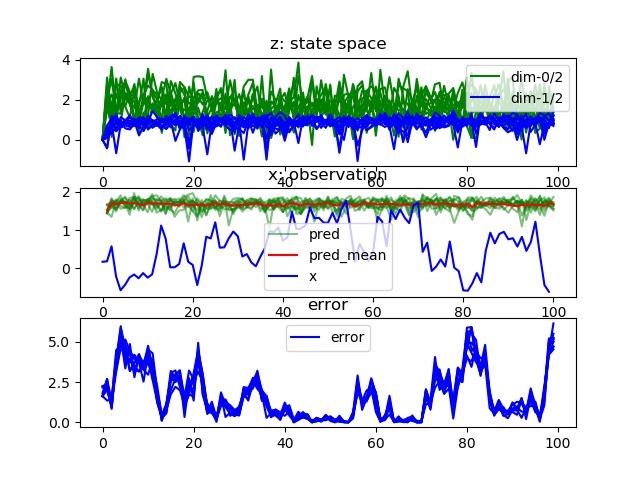 z: state space
4
2
0
dim-0/2
dim-1/2
0 20 40 60 80 100
x: observation
2
1
0
pred
pred_mean
x
0 20 40 60 80 100
error
5.0
2.5
0.0
error
0 20 40 60 80 100